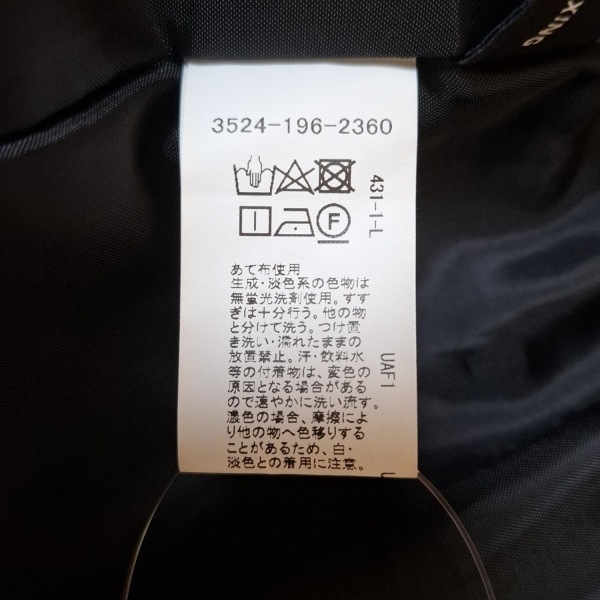 XING
3524-196-2360
431-1-L
F
あて布使用
生成・淡色系の色物は
無蛍光洗剤使用。すす
ぎは十分行う。他の物
と分けて洗う。つけ置
き洗い・濡れたままの
放置禁止。汗・飲料水
等の付着物は、変色の
原因となる場合がある
ので速やかに洗い流す。
濃色の場合、摩擦によ
り他の物へ色移りする
ことがあるため、白・
淡色との着用に注意。
UAF1